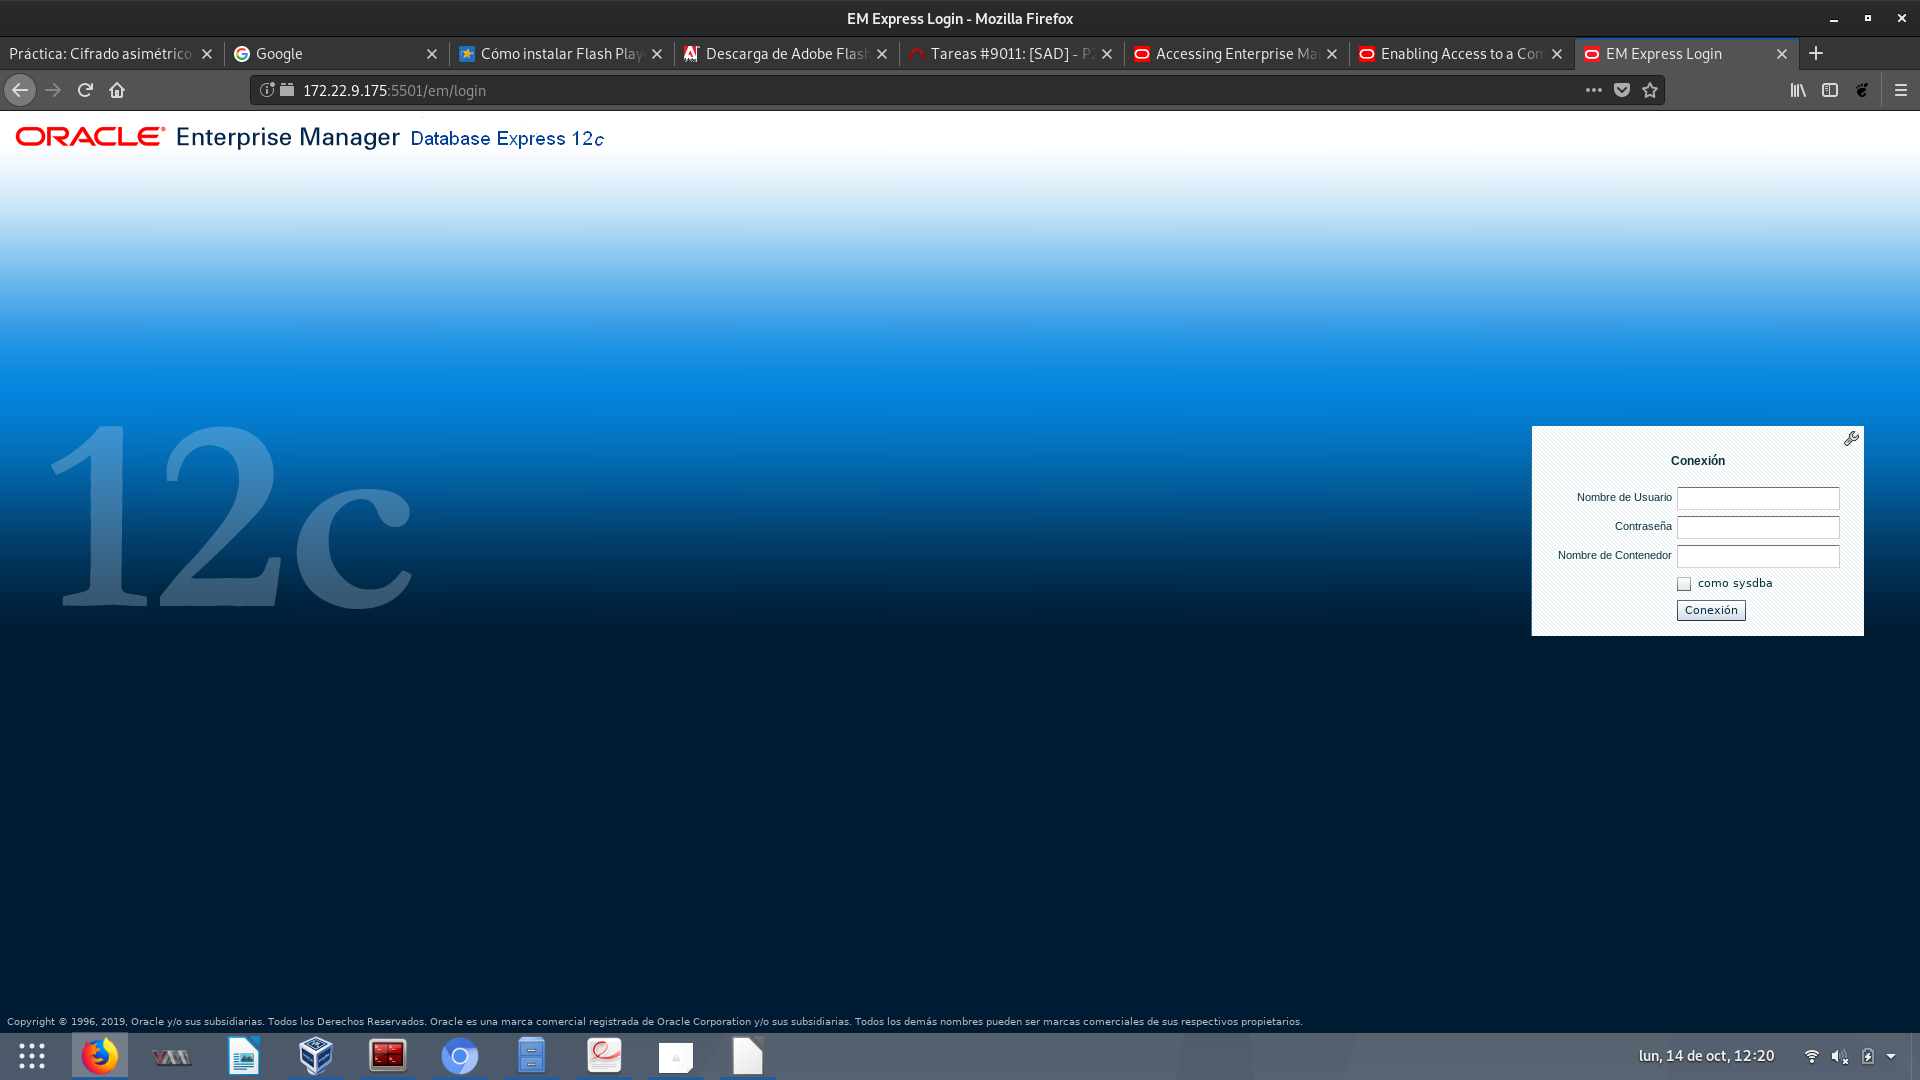 EM Express Login - Mozilla Firefox
Práctica: Cifrado asimétrico
Google
Cómo instalar Flash Play
Descarga de Adobe Flash
Tareas #9011: [SAD] - P
Accessing Enterprise Ma
Enabling Access to a Con
EM Express Login
172.22.9.175:5501/em/login
ORACLE Enterprise Manager Database Express 12c
12c
Conexión
Nombre de Usuario
Contraseña
Nombre de Contenedor
como sysdba
Conexión
Copyright © 1996, 2019, Oracle y/o sus subsidiarias. Todos los Derechos Reservados. Oracle es una marca comercial registrada de Oracle Corporation y/o sus subsidiarias. Todos los demás nombres pueden ser marcas comerciales de sus respectivos propietarios.
lun, 14 de oct, 12:20